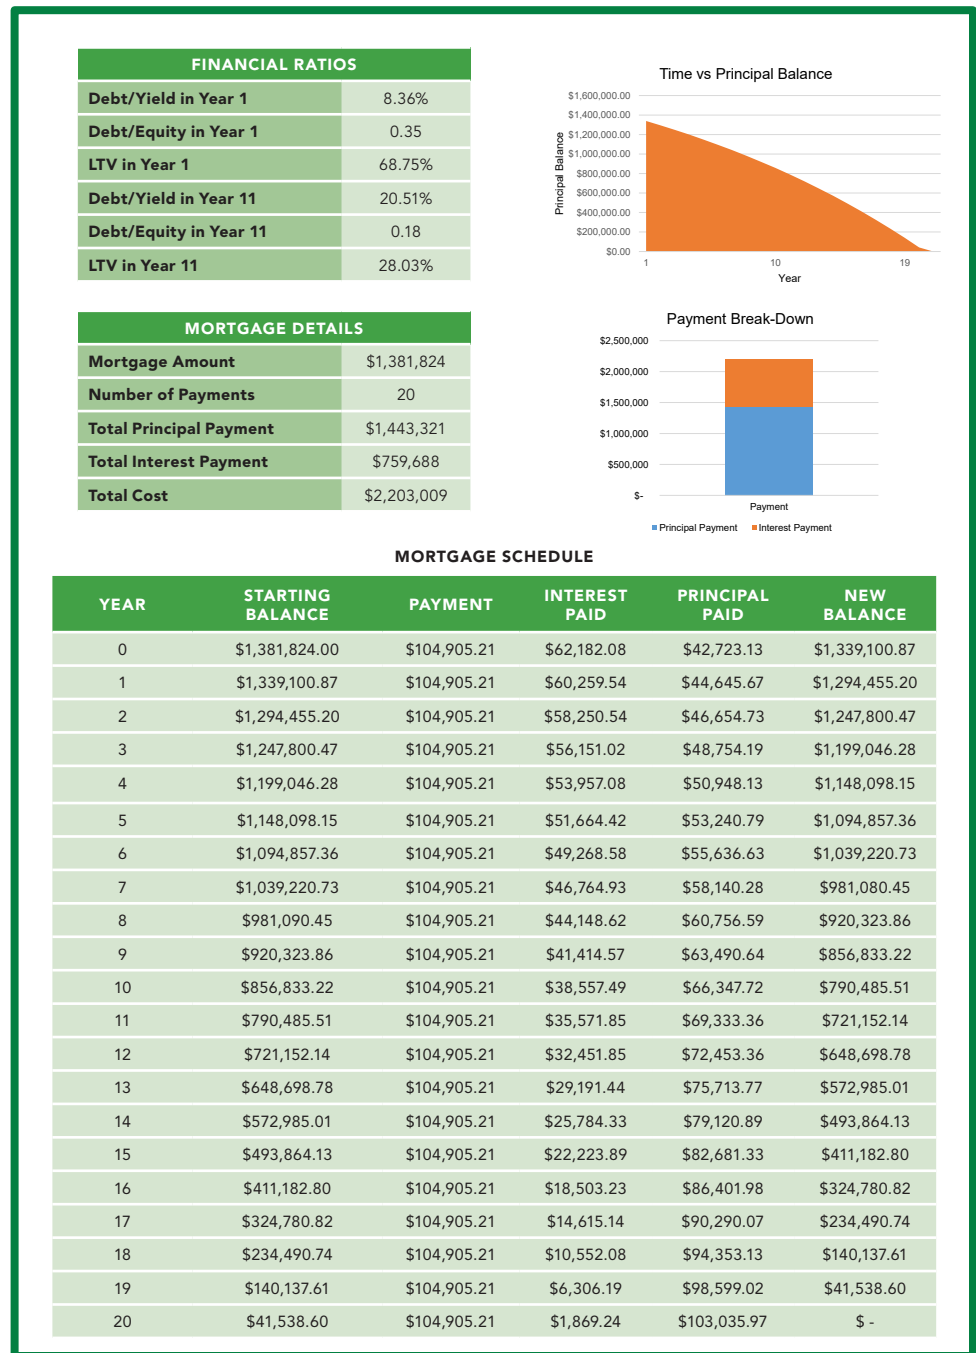 FINANCIAL RATIOS
Debt/Yield in Year 1 8.36%
Debt/Equity in Year 1 0.35
LTV in Year 1 68.75%
Debt/Yield in Year 11 20.51%
Debt/Equity in Year 11 0.18
LTV in Year 11 28.03%
Time vs Principal Balance
Principal Balance
$1,600,000.00
$1,400,000.00
$1,200,000.00
$1,000,000.00
$800,000.00
$600,000.00
$400,000.00
$200,000.00
$0.00
1 10 19
Year
MORTGAGE DETAILS
Mortgage Amount $1,381,824
Number of Payments 20
Total Principal Payment $1,443,321
Total Interest Payment $759,688
Total Cost $2,203,009
Payment Break-Down
$2,500,000
$2,000,000
$1,500,000
$1,000,000
$500,000
$-
Payment
Principal Payment Interest Payment
MORTGAGE SCHEDULE
YEAR STARTING BALANCE PAYMENT INTEREST PAID PRINCIPAL PAID NEW BALANCE
0 $1,381,824.00 $104,905.21 $62,182.08 $42,723.13 $1,339,100.87
1 $1,339,100.87 $104,905.21 $60,259.54 $44,645.67 $1,294,455.20
2 $1,294,455.20 $104,905.21 $58,250.54 $46,654.73 $1,247,800.47
3 $1,247,800.47 $104,905.21 $56,151.02 $48,754.19 $1,199,046.28
4 $1,199,046.28 $104,905.21 $53,957.08 $50,948.13 $1,148,098.15
5 $1,148,098.15 $104,905.21 $51,664.42 $53,240.79 $1,094,857.36
6 $1,094,857.36 $104,905.21 $49,268.58 $55,636.63 $1,039,220.73
7 $1,039,220.73 $104,905.21 $46,764.93 $58,140.28 $981,080.45
8 $981,090.45 $104,905.21 $44,148.62 $60,756.59 $920,323.86
9 $920,323.86 $104,905.21 $41,414.57 $63,490.64 $856,833.22
10 $856,833.22 $104,905.21 $38,557.49 $66,347.72 $790,485.51
11 $790,485.51 $104,905.21 $35,571.85 $69,333.36 $721,152.14
12 $721,152.14 $104,905.21 $32,451.85 $72,453.36 $648,698.78
13 $648,698.78 $104,905.21 $29,191.44 $75,713.77 $572,985.01
14 $572,985.01 $104,905.21 $25,784.33 $79,120.89 $493,864.13
15 $493,864.13 $104,905.21 $22,223.89 $82,681.33 $411,182.80
16 $411,182.80 $104,905.21 $18,503.23 $86,401.98 $324,780.82
17 $324,780.82 $104,905.21 $14,615.14 $90,290.07 $234,490.74
18 $234,490.74 $104,905.21 $10,552.08 $94,353.13 $140,137.61
19 $140,137.61 $104,905.21 $6,306.19 $98,599.02 $41,538.60
20 $41,538.60 $104,905.21 $1,869.24 $103,035.97 $ -